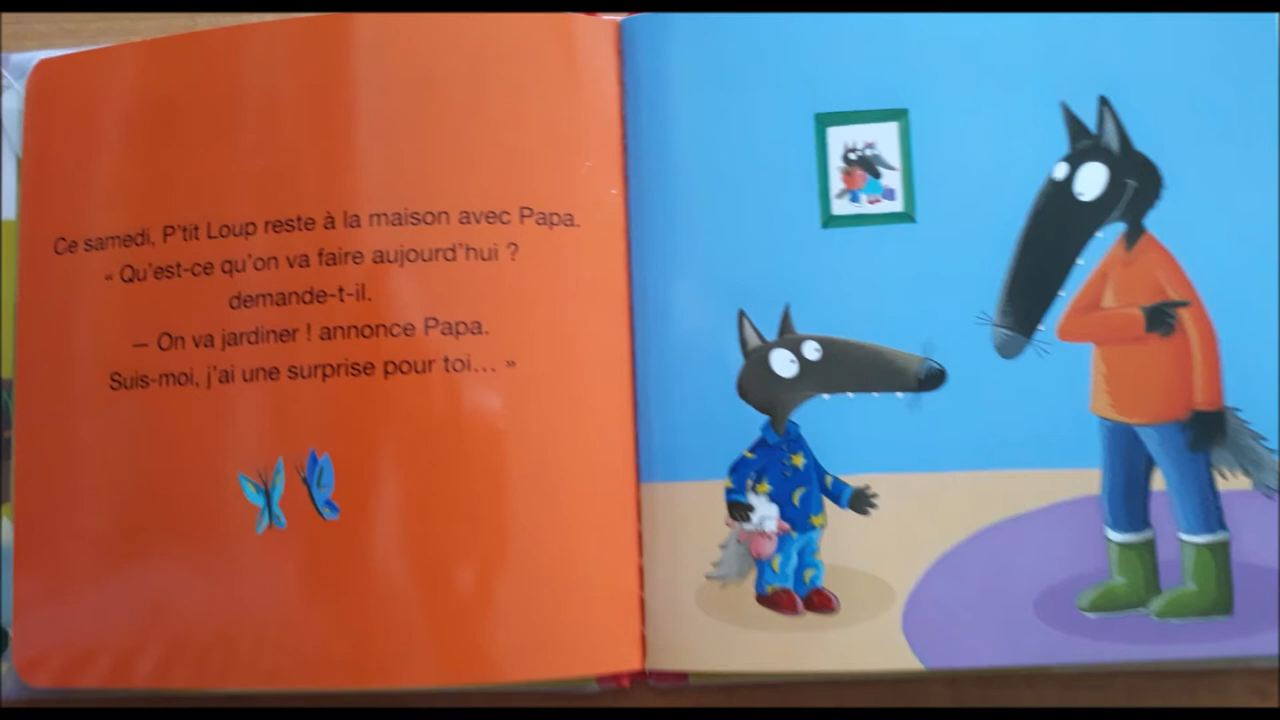 Ce samedi, P'tit Loup reste à la maison avec Papa.
« Qu'est-ce qu'on va faire aujourd'hui ?
demande-t-il.
– On va jardiner ! annonce Papa.
Suis-moi, j'ai une surprise pour toi... »